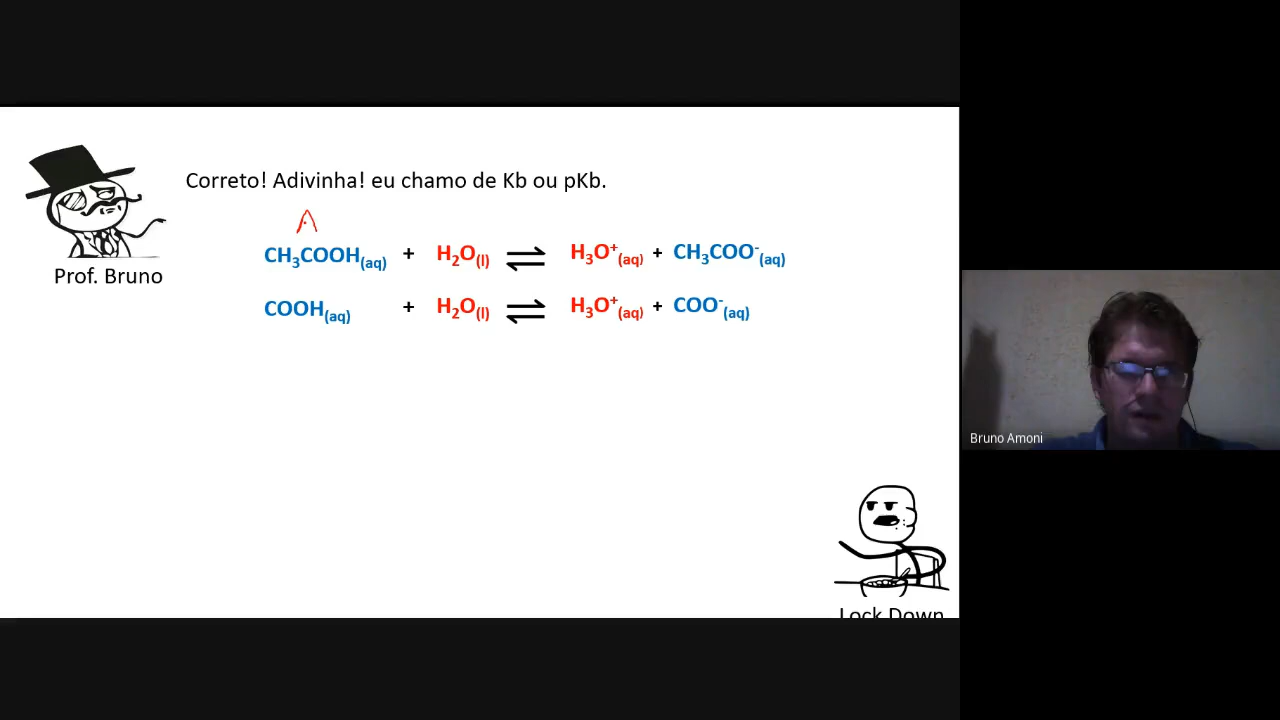 Correto! Adivinha! eu chamo de Kb ou pKb.
A
CH₃COOH(aq) + H₂O(l) ⇌ H₃O⁺(aq) + CH₃COO⁻(aq)
COOH(aq) + H₂O(l) ⇌ H₃O⁺(aq) + COO⁻(aq)
Prof. Bruno
Bruno Amoni
Lock Down